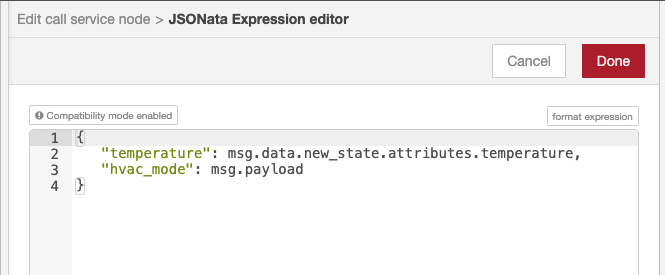 Edit call service node > JSONata Expression editor
Cancel Done
Compatibility mode enabled format expression
1 {
2 "temperature": msg.data.new_state.attributes.temperature,
3 "hvac_mode": msg.payload
4 }